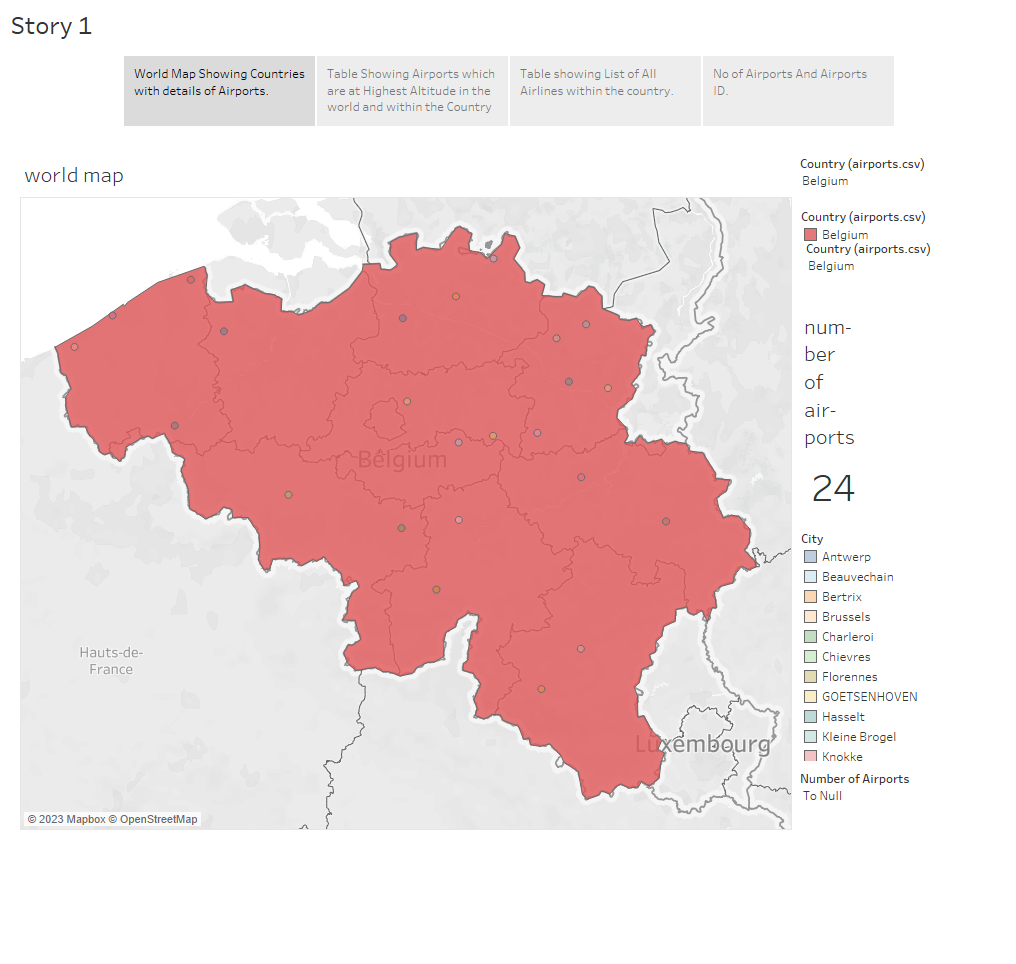 Story 1
World Map Showing Countries
with details of Airports.
Table Showing Airports which
are at Highest Altitude in the
world and within the Country
Table showing List of All
Airlines within the country.
No of Airports And Airports
ID.
world map
Belgium
Hauts-de-
France
Luxembourg
© 2023 Mapbox © OpenStreetMap
Country (airports.csv)
Belgium
Country (airports.csv)
Belgium
Country (airports.csv)
Belgium
num-
ber
of
air-
ports
24
City
Antwerp
Beauvechain
Bertrix
Brussels
Charleroi
Chievres
Florennes
GOETSENHOVEN
Hasselt
Kleine Brogel
Knokke
Number of Airports
To Null